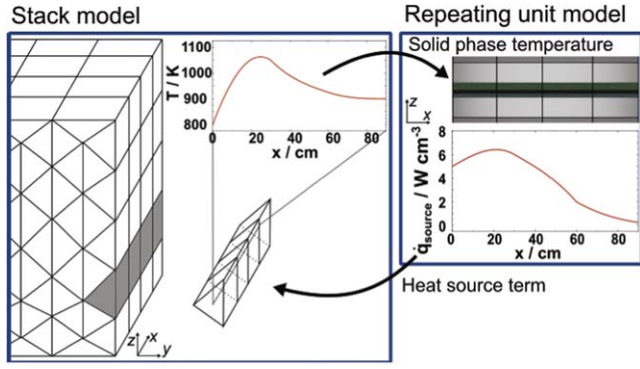 Stack model
Repeating unit model
1100
1000
900
800
T / K
0 20 40 60 80
x / cm
z x y
Solid phase temperature
z
x
8
6
4
2
0
q̇source / W cm-3
0 20 40 60 80
x / cm
Heat source term